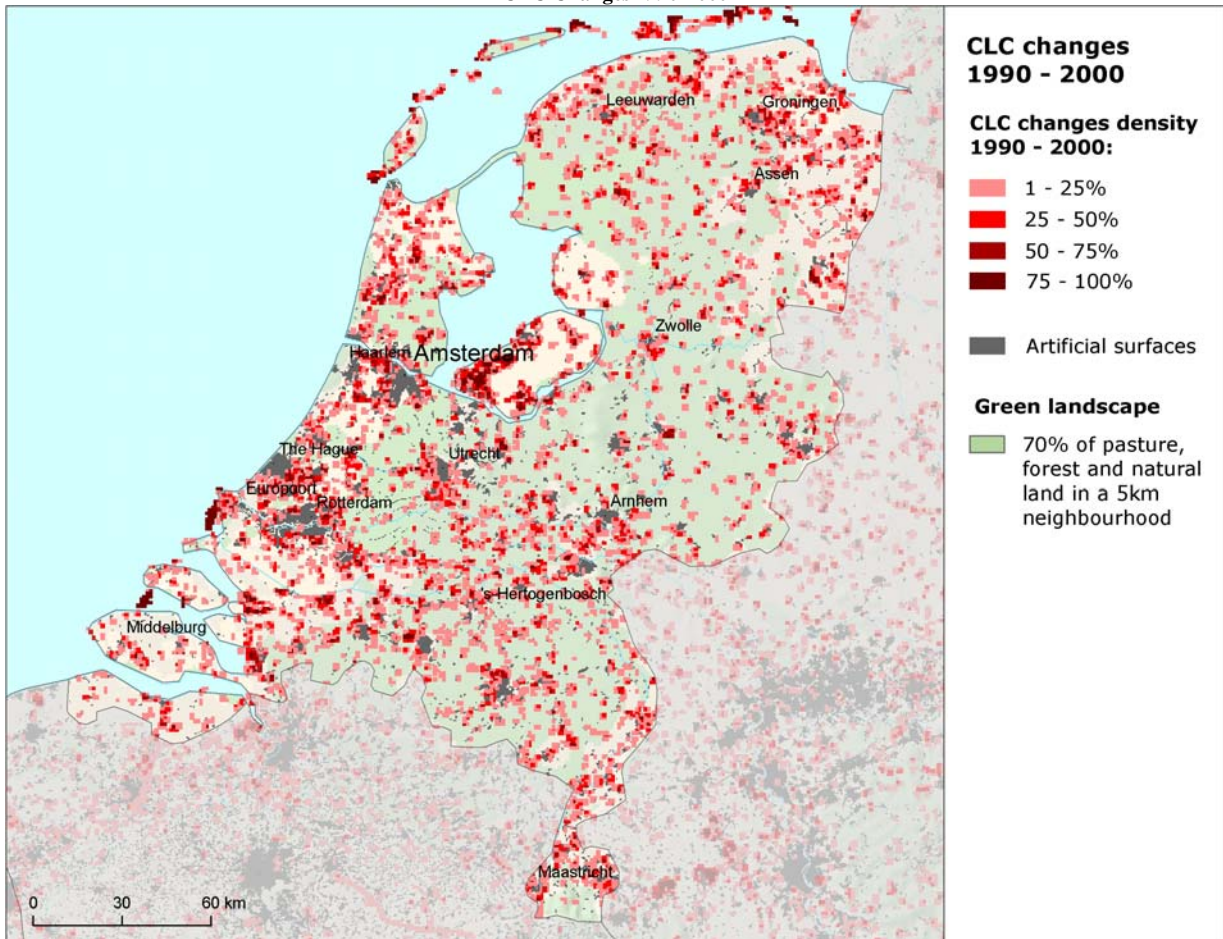 CLC changes
1990 - 2000
CLC changes density
1990 - 2000:
1 - 25%
25 - 50%
50 - 75%
75 - 100%
Artificial surfaces
Green landscape
70% of pasture,
forest and natural
land in a 5km
neighbourhood
Leeuwarden
Groningen
Assen
Zwolle
Haarlem
Amsterdam
The Hague
Utrecht
Europoort
Rotterdam
Arnhem
's Hertogenbosch
Middelburg
Maastricht
0 30 60 km